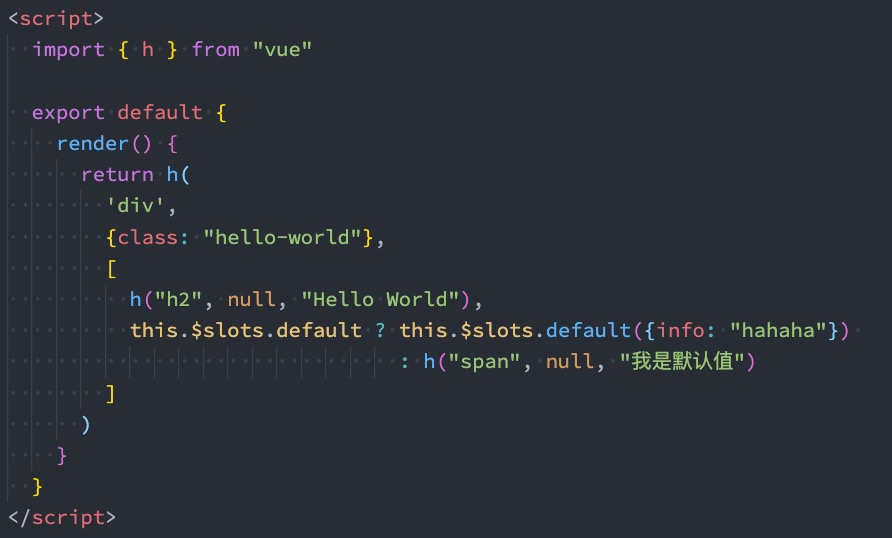 <script>
import { h } from "vue"
export default {
render() {
return h(
'div',
{class: "hello-world"},
[
h("h2", null, "Hello World"),
this.$slots.default ? this.$slots.default({info: "hahaha"})
: h("span", null, "我是默认值")
]
)
}
}
</script>